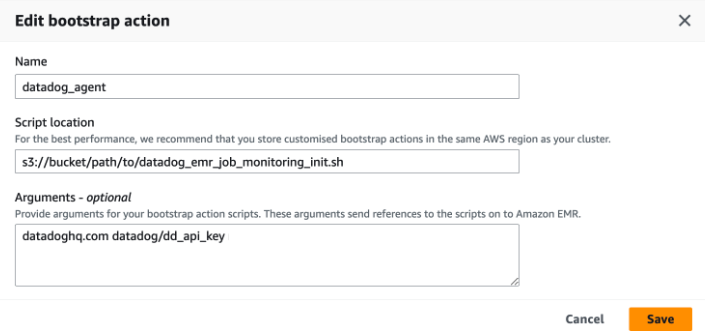 Edit bootstrap action
Name
datadog_agent
Script location
For the best performance, we recommend that you store customised bootstrap actions in the same AWS region as your cluster.
s3://bucket/path/to/datadog_emr_job_monitoring_init.sh
Arguments - optional
Provide arguments for your bootstrap action scripts. These arguments send references to the scripts on to Amazon EMR.
datadoghq.com datadog/dd_api_key
Cancel Save